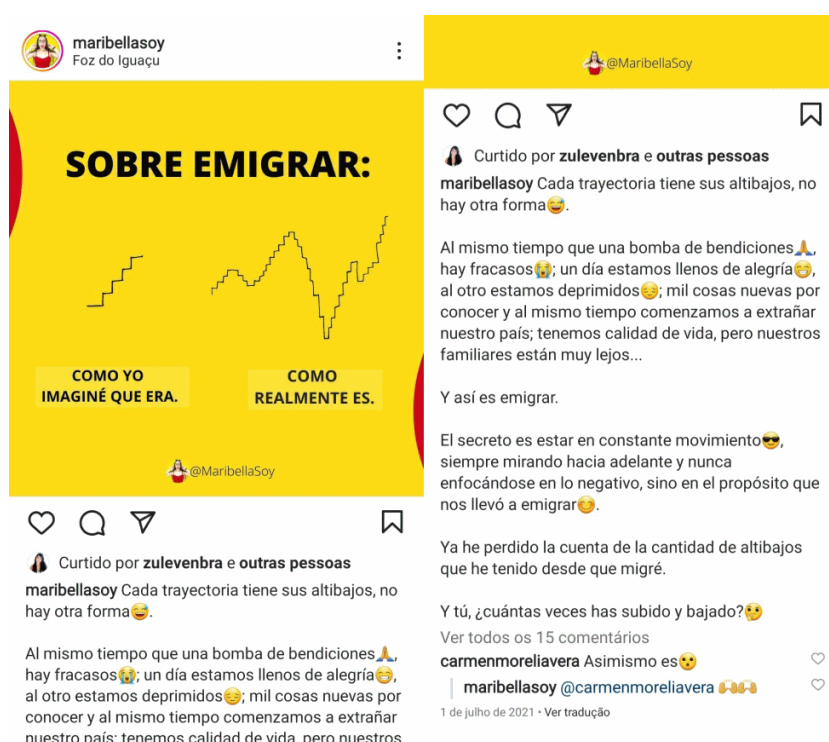 maribellasoy
Foz do Iguaçu
SOBRE EMIGRAR:
COMO YO
IMAGINÉ QUE ERA.
COMO
REALMENTE ES.
@MaribellaSoy
Curtido por zulevenbra e outras pessoas
maribellasoy Cada trayectoria tiene sus altibajos, no
hay otra forma😅.
Al mismo tiempo que una bomba de bendiciones🙏,
hay fracasos😭; un día estamos llenos de alegría😁,
al otro estamos deprimidos😔; mil cosas nuevas por
conocer y al mismo tiempo comenzamos a extrañar
nuestro país; tenemos calidad de vida, pero nuestros
@MaribellaSoy
Curtido por zulevenbra e outras pessoas
maribellasoy Cada trayectoria tiene sus altibajos, no
hay otra forma😅.
Al mismo tiempo que una bomba de bendiciones🙏,
hay fracasos😭; un día estamos llenos de alegría😁,
al otro estamos deprimidos😔; mil cosas nuevas por
conocer y al mismo tiempo comenzamos a extrañar
nuestro país; tenemos calidad de vida, pero nuestros
familiares están muy lejos...
Y así es emigrar.
El secreto es estar en constante movimiento😎,
siempre mirando hacia adelante y nunca
enfocándose en lo negativo, sino en el propósito que
nos llevó a emigrar😊.
Ya he perdido la cuenta de la cantidad de altibajos
que he tenido desde que migré.
Y tú, ¿cuántas veces has subido y bajado?🤔
Ver todos os 15 comentários
carmenmoreliavera Asimismo es😮
maribellasoy @carmenmoreliavera 🙌🙌
1 de julho de 2021 • Ver tradução